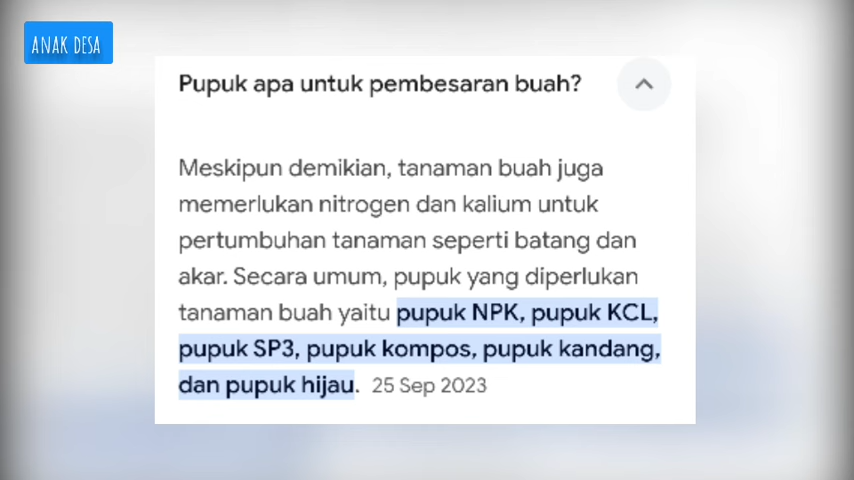 ANAK DESA
Pupuk apa untuk pembesaran buah?
Meskipun demikian, tanaman buah juga
memerlukan nitrogen dan kalium untuk
pertumbuhan tanaman seperti batang dan
akar. Secara umum, pupuk yang diperlukan
tanaman buah yaitu pupuk NPK, pupuk KCL,
pupuk SP3, pupuk kompos, pupuk kandang,
dan pupuk hijau. 25 Sep 2023